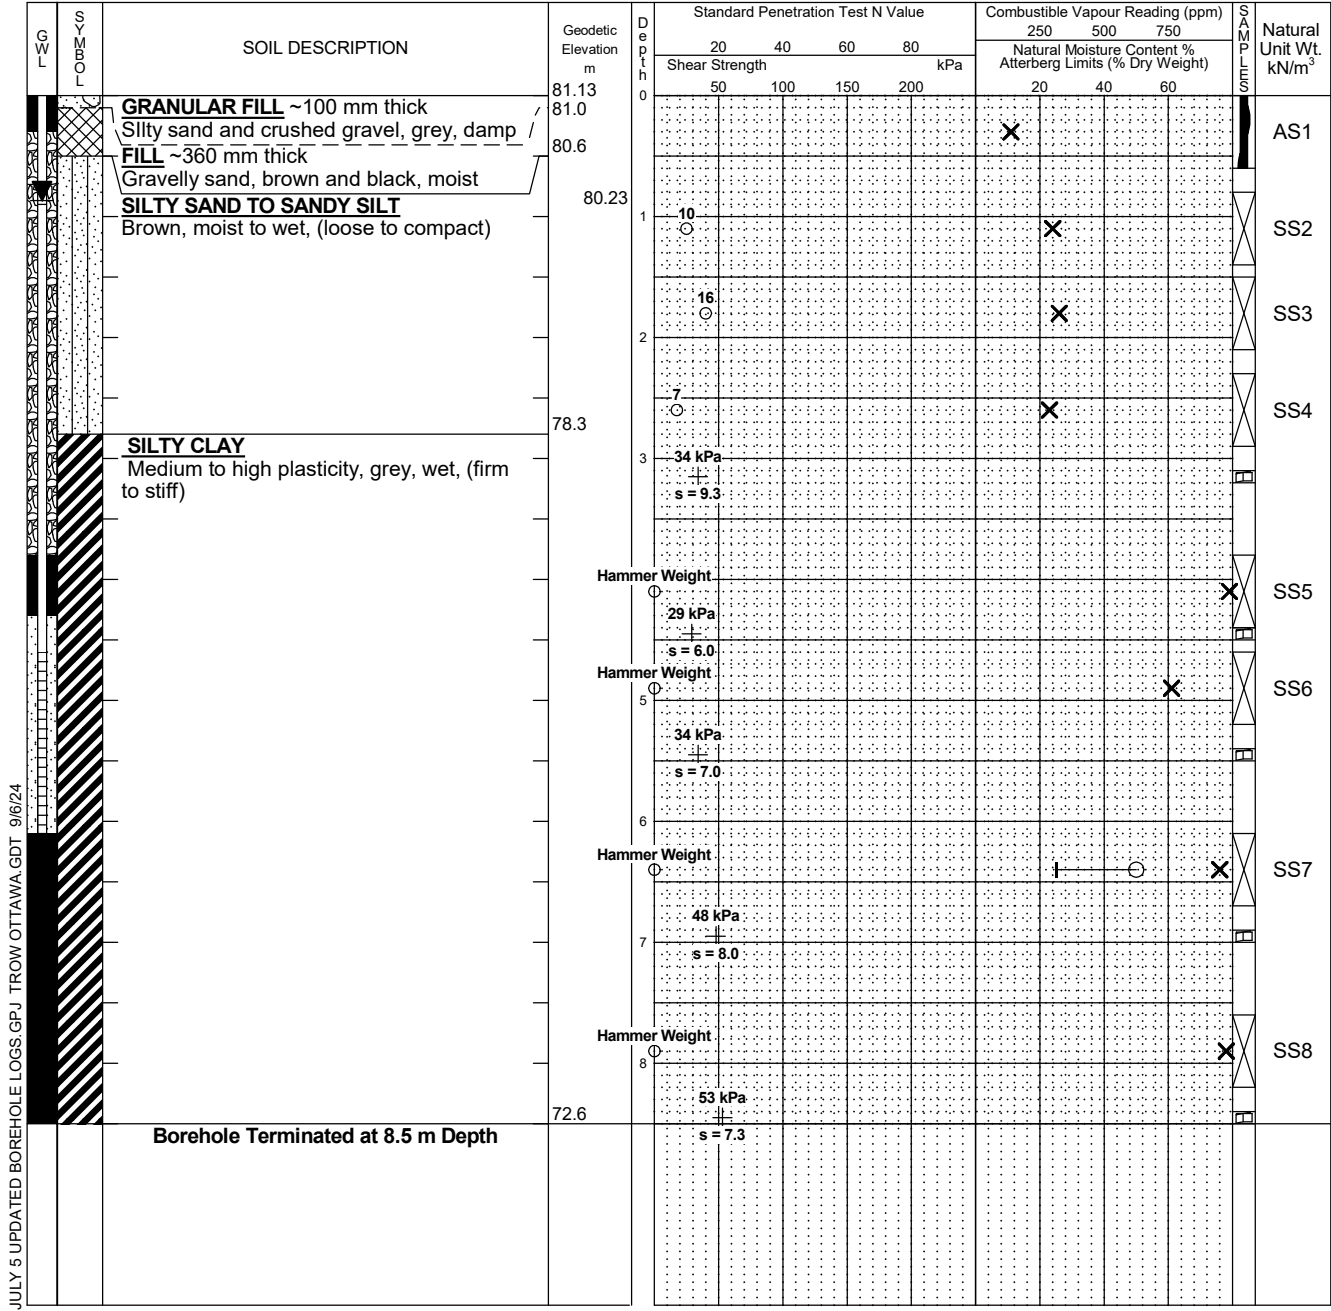 GWL
SYMBOL
SOIL DESCRIPTION
Geodetic
Elevation
m
Depth
Standard Penetration Test N Value
20 40 60 80
Shear Strength kPa
50 100 150 200
Combustible Vapour Reading (ppm)
250 500 750
Natural Moisture Content %
Atterberg Limits (% Dry Weight)
20 40 60
SAMPLES
Natural
Unit Wt.
kN/m³
81.13
0
GRANULAR FILL ~100 mm thick
81.0
SIlty sand and crushed gravel, grey, damp
AS1
80.6
FILL ~360 mm thick
Gravelly sand, brown and black, moist
80.23
SILTY SAND TO SANDY SILT
Brown, moist to wet, (loose to compact)
1
10
SS2
16
SS3
2
7
SS4
78.3
SILTY CLAY
Medium to high plasticity, grey, wet, (firm
to stiff)
3
34 kPa
s = 9.3
Hammer Weight
SS5
29 kPa
s = 6.0
Hammer Weight
SS6
5
34 kPa
s = 7.0
6
Hammer Weight
SS7
48 kPa
7
s = 8.0
Hammer Weight
SS8
8
53 kPa
72.6
s = 7.3
Borehole Terminated at 8.5 m Depth
JULY 5 UPDATED BOREHOLE LOGS.GPJ TROW OTTAWA.GDT 9/6/24